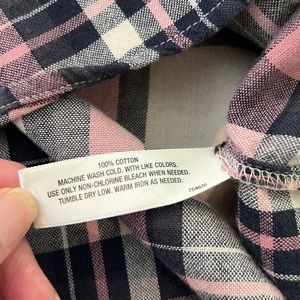 100% COTTON
MACHINE WASH COLD. WITH LIKE COLORS.
USE ONLY NON-CHLORINE BLEACH WHEN NEEDED.
TUMBLE DRY LOW. WARM IRON AS NEEDED.